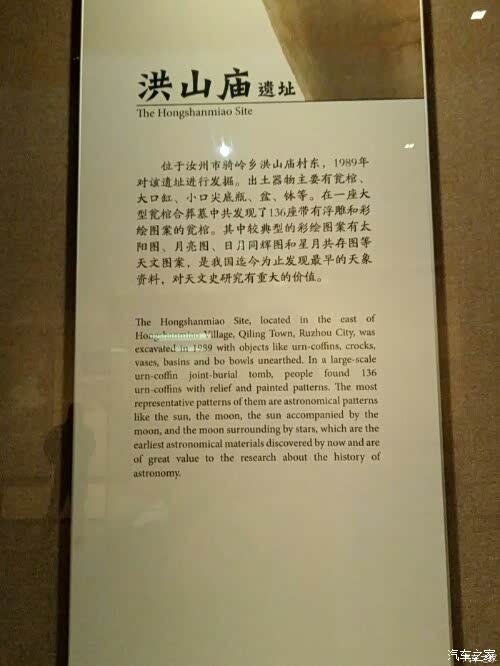 洪山庙遺址
The Hongshanmiao Site
位于汝州市骑岭乡洪山庙村东，1989年
对该遗址进行发掘。出土器物主要有瓮棺、
大口缸、小口尖底瓶、盆、钵等。在一座大
型瓮棺合葬墓中共发现了136座带有浮雕和彩
绘图案的瓮棺。其中较典型的彩绘图案有太
阳图、月亮图、日月同辉图和星月共存图等
天文图案，是我国迄今为止发现最早的天象
资料，对天文史研究有重大的价值。
The Hongshanmiao Site, located in the east of
Hongshanmiao Village, Qiling Town, Ruzhou City, was
excavated in 1989 with objects like urn-coffins, crocks,
vases, basins and bo bowls unearthed. In a large-scale
urn-coffin joint-burial tomb, people found 136
urn-coffins with relief and painted patterns. The most
representative patterns of them are astronomical patterns
like the sun, the moon, the sun accompanied by the
moon, and the moon surrounding by stars, which are the
earliest astronomical materials discovered by now and are
of great value to the research about the history of
astronomy.
汽车之家